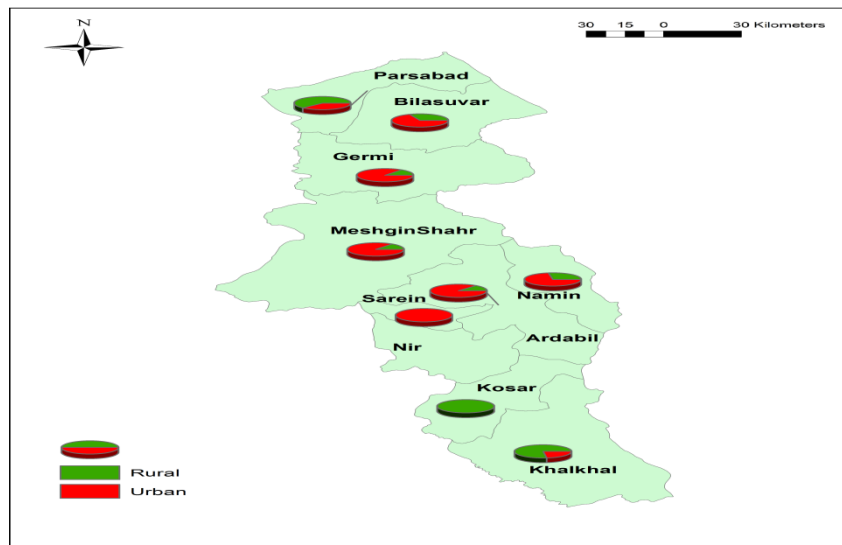 N
30 15 0 30 Kilometers
Parsabad
Bilasuvar
Germi
MeshginShahr
Sarein
Namin
Ardabil
Nir
Kosar
Khalkhal
Rural
Urban